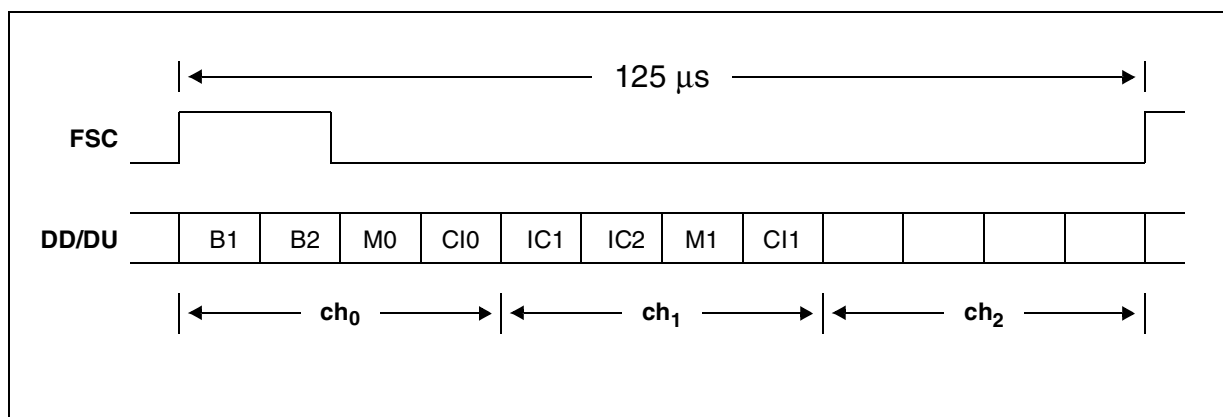 125 μs
FSC
DD/DU B1 B2 M0 CI0 IC1 IC2 M1 CI1
ch0 ch1 ch2